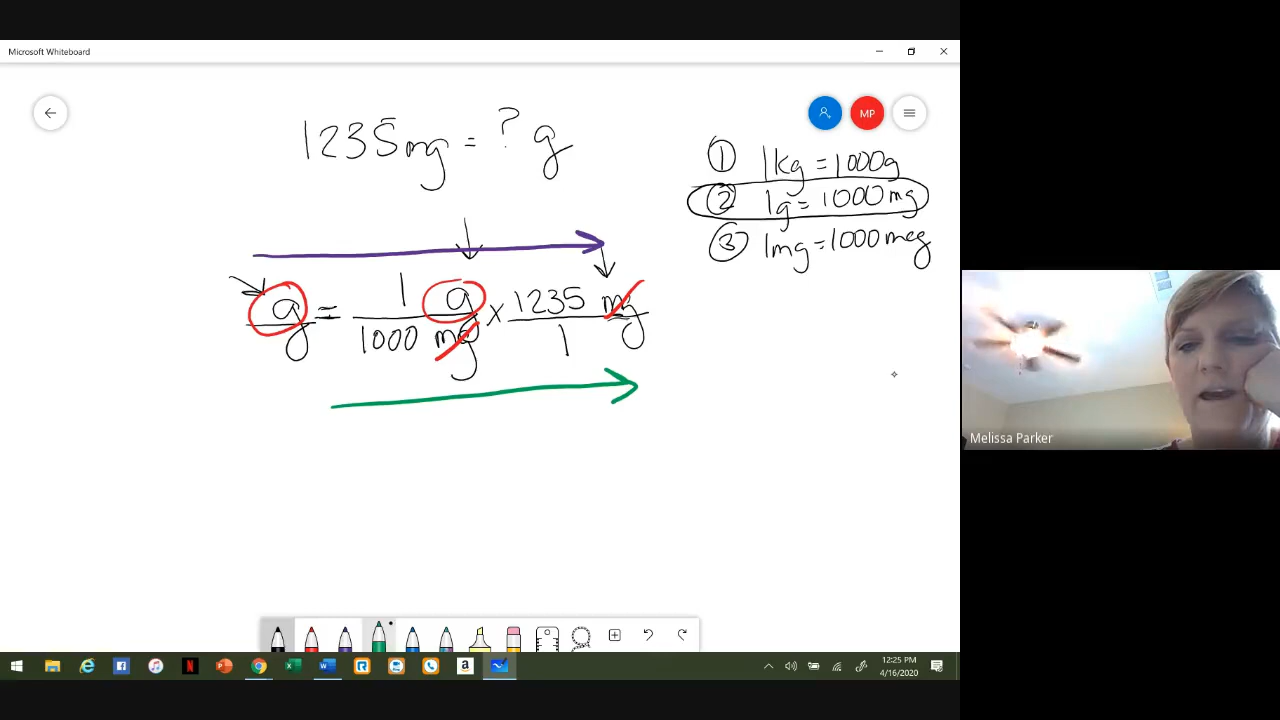 Microsoft Whiteboard
1235mg = ? g
MP
① 1kg = 1000g
② 1g = 1000mg
③ 1mg = 1000mcg
g = 1 g / 1000 mg x 1235 mg / 1
Melissa Parker
12:25 PM
4/16/2020